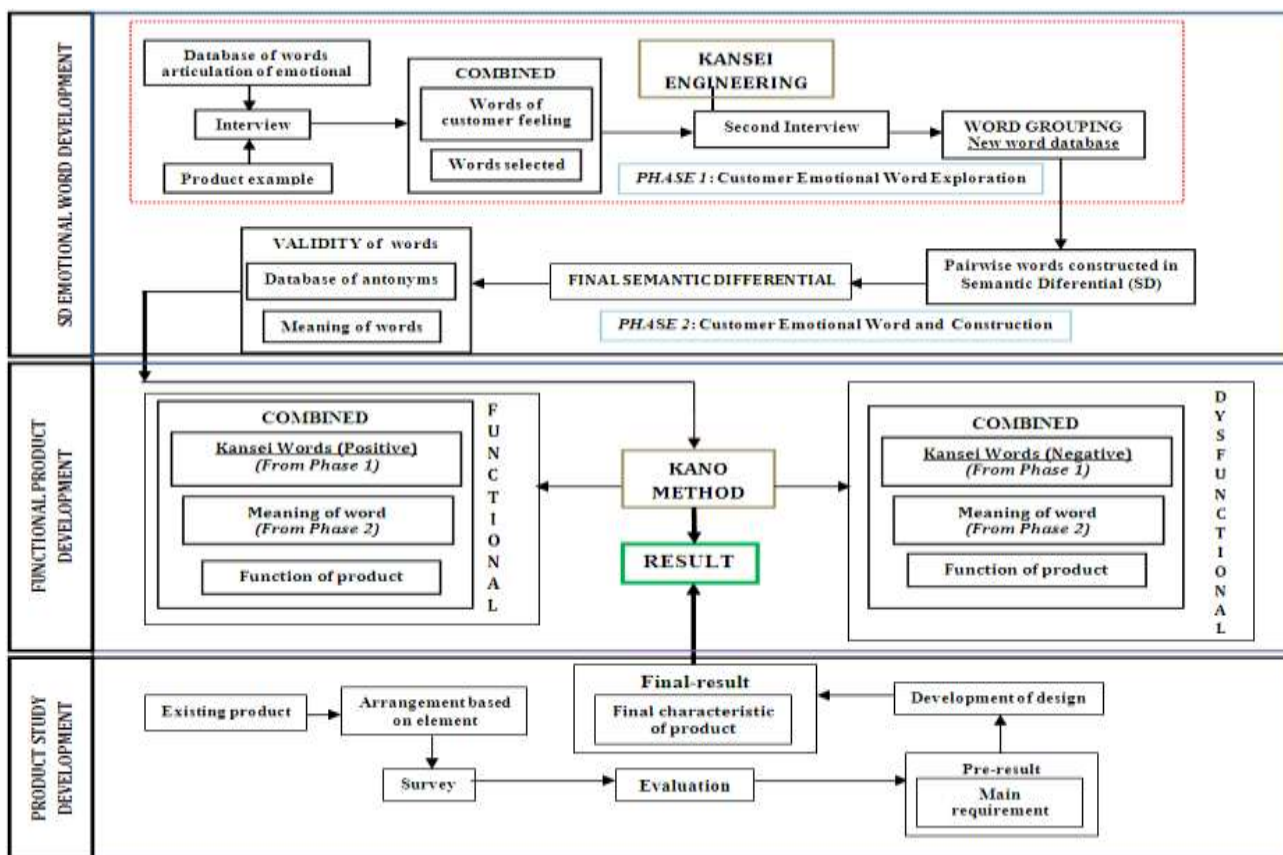 SD EMOTIONAL WORD DEVELOPMENT
Database of words
articulation of emotional
Interview
Product example
COMBINED
Words of
customer feeling
Words selected
KANSEI
ENGINEERING
Second Interview
WORD GROUPING
New word database
PHASE 1: Customer Emotional Word Exploration
VALIDITY of words
Database of antonyms
Meaning of words
FINAL SEMANTIC DIFFERENTIAL
Pairwise words constructed in
Semantic Diferential (SD)
PHASE 2: Customer Emotional Word and Construction
FUNCTIONAL PRODUCT
DEVELOPMENT
COMBINED
Kansei Words (Positive)
(From Phase 1)
Meaning of word
(From Phase 2)
Function of product
FUNCTIONAL
KANO
METHOD
RESULT
COMBINED
Kansei Words (Negative)
(From Phase 1)
Meaning of word
(From Phase 2)
Function of product
DYSFUNCTIONAL
PRODUCT STUDY
DEVELOPMENT
Existing product
Arrangement based
on element
Survey
Evaluation
Final-result
Final characteristic
of product
Development of design
Pre-result
Main
requirement